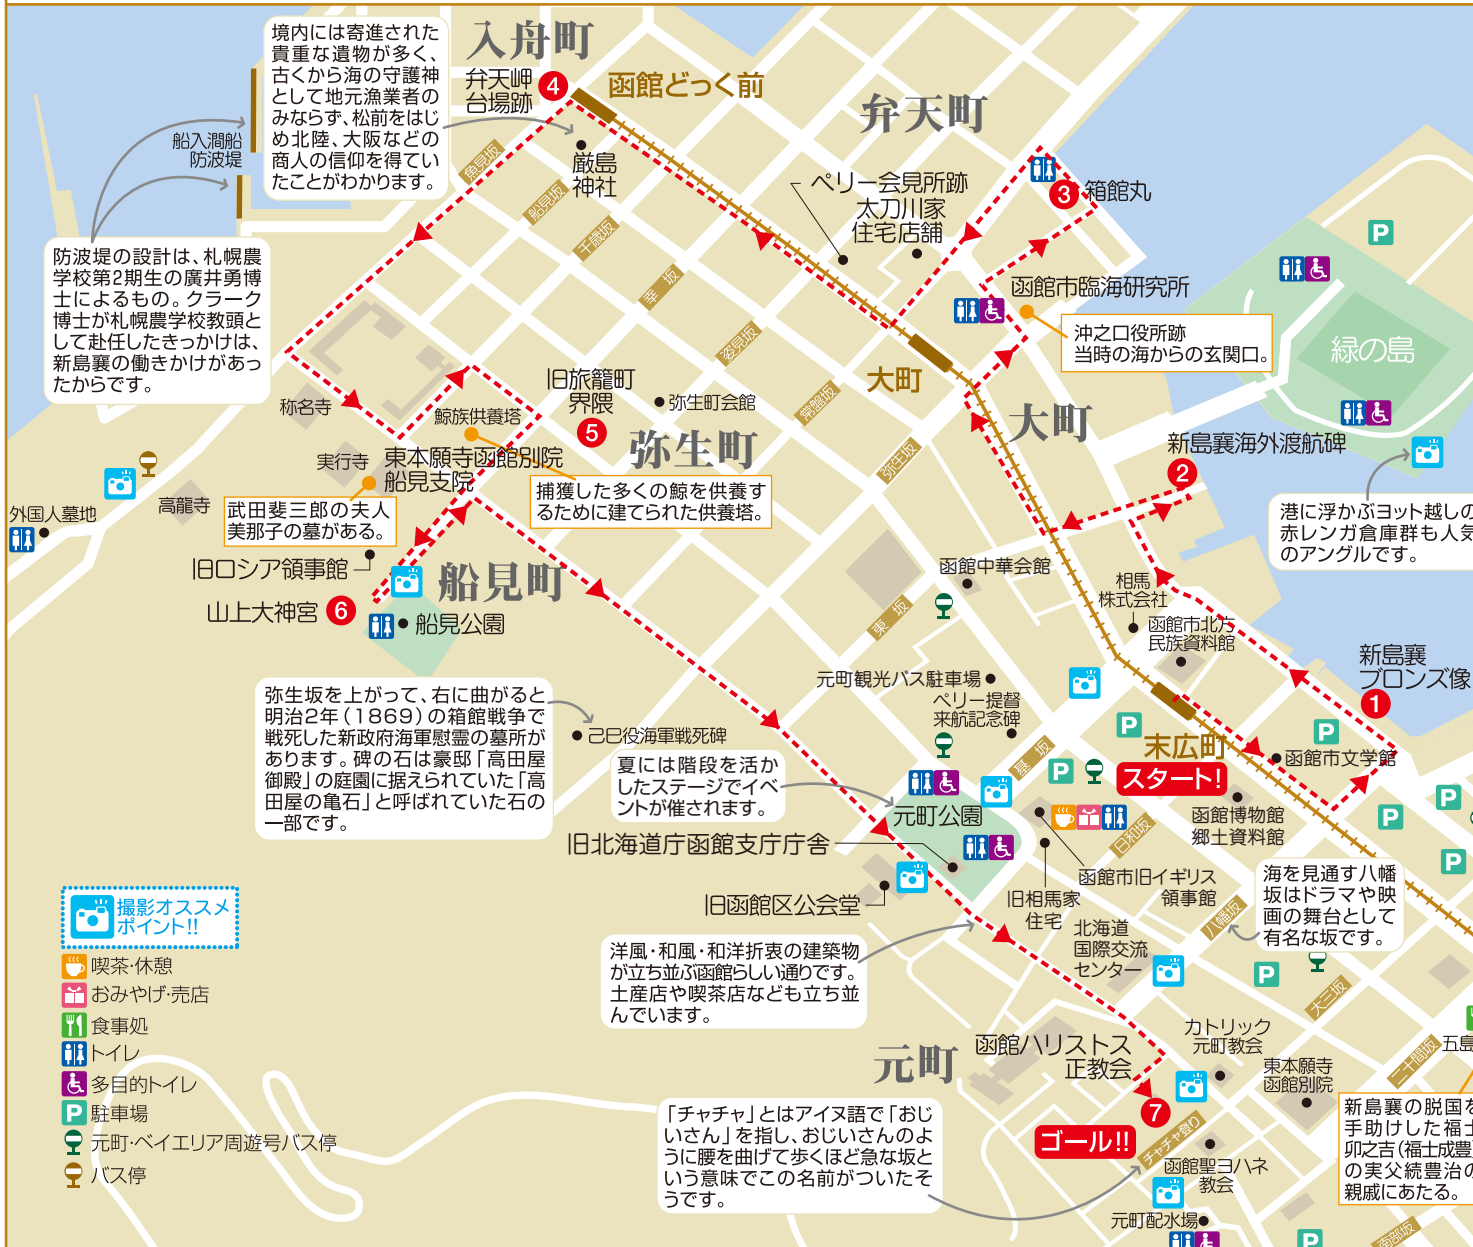 境内には寄進された
貴重な遺物が多く、
古くから海の守護神
として地元漁業者の
みならず、松前をはじ
め北陸、大阪などの
商人の信仰を得てい
たことがわかります。
入舟町
弁天岬
台場跡
4
函館どっく前
弁天町
船入澗船
防波堤
魚見坂
厳島
神社
船見坂
千歳坂
幸坂
姿見坂
常盤坂
弥生坂
ペリー会見所跡
太刀川家
住宅店舗
3
箱館丸
P
函館市臨海研究所
沖之口役所跡
当時の海からの玄関口。
緑の島
防波堤の設計は、札幌農
学校第2期生の廣井勇博
士によるもの。クラーク
博士が札幌農学校教頭と
して赴任したきっかけは、
新島襄の働きかけがあっ
たからです。
大町
大町
旧旅籠町
界隈
5
弥生町会館
弥生町
称名寺
鯨族供養塔
実行寺
東本願寺函館別院
船見支院
高龍寺
外国人墓地
武田斐三郎の夫人
美那子の墓がある。
捕獲した多くの鯨を供養す
るために建てられた供養塔。
新島襄海外渡航碑
2
港に浮かぶヨット越しの
赤レンガ倉庫群も人気
のアングルです。
旧ロシア領事館
山上大神宮
6
船見町
船見公園
函館中華会館
東坂
相馬
株式会社
函館市北方
民族資料館
新島襄
ブロンズ像
1
元町観光バス駐車場
ペリー提督
来航記念碑
基坂
P
P
P
末広町
スタート!
函館市文学館
函館博物館
郷土資料館
P
P
P
弥生坂を上がって、右に曲がると
明治2年(1869)の箱館戦争で
戦死した新政府海軍慰霊の墓所が
あります。碑の石は豪邸「高田屋
御殿」の庭園に据えられていた「高
田屋の亀石」と呼ばれていた石の
一部です。
己巳役海軍戦死碑
夏には階段を活か
したステージでイベ
ントが催されます。
元町公園
旧北海道庁函館支庁庁舎
旧函館区公会堂
日和坂
函館市旧イギリス
領事館
旧相馬家
住宅
海を見通す八幡
坂はドラマや映
画の舞台として
有名な坂です。
八幡坂
北海道
国際交流
センター
P
大三坂
洋風・和風・和洋折衷の建築物
が立ち並ぶ函館らしい通りです。
土産店や喫茶店なども立ち並
んでいます。
撮影オススメ
ポイント!!
喫茶・休憩
おみやげ・売店
食事処
トイレ
多目的トイレ
P 駐車場
元町・ベイエリア周遊号バス停
バス停
元町
函館ハリストス
正教会
カトリック
元町教会
東本願寺
函館別院
二十間坂
五島
7
ゴール!!
チャチャ登り
函館聖ヨハネ
教会
元町配水場
P
南部坂
「チャチャ」とはアイヌ語で「おじ
いさん」を指し、おじいさんのよ
うに腰を曲げて歩くほど急な坂と
いう意味でこの名前がついたそ
うです。
新島襄の脱国を
手助けした福士
卯之吉(福士成豊)
の実父続豊治の
親戚にあたる。